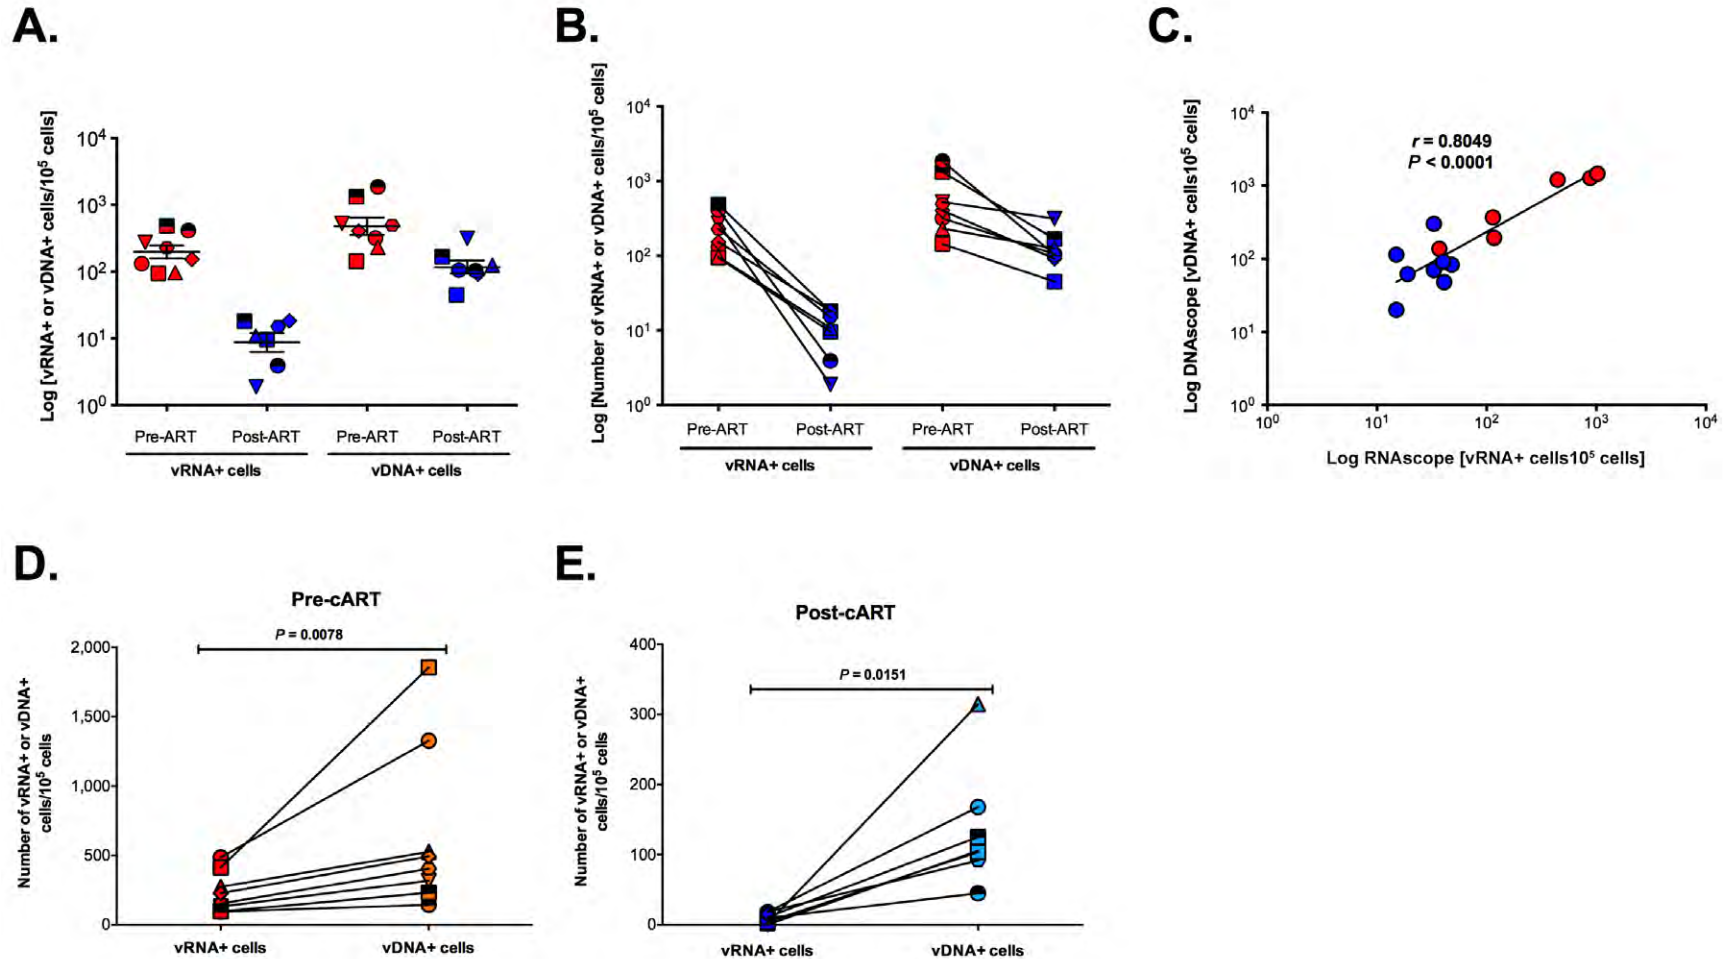 A.
Log [vRNA+ or vDNA+ cells/10⁵ cells]
10⁴
10³
10²
10¹
10⁰
Pre-ART Post-ART Pre-ART Post-ART
vRNA+ cells vDNA+ cells
B.
Log [Number of vRNA+ or vDNA+ cells/10⁵ cells]
10⁴
10³
10²
10¹
10⁰
Pre-ART Post-ART Pre-ART Post-ART
vRNA+ cells vDNA+ cells
C.
Log DNAscope [vDNA+ cells10⁵ cells]
10⁴
10³
10²
10¹
10⁰
r = 0.8049
P < 0.0001
10⁰ 10¹ 10² 10³ 10⁴
Log RNAscope [vRNA+ cells10⁵ cells]
D.
Pre-cART
P = 0.0078
Number of vRNA+ or vDNA+
cells/10⁵ cells
2,000
1,500
1,000
500
0
vRNA+ cells vDNA+ cells
E.
Post-cART
P = 0.0151
Number of vRNA+ or vDNA+
cells/10⁵ cells
400
300
200
100
0
vRNA+ cells vDNA+ cells